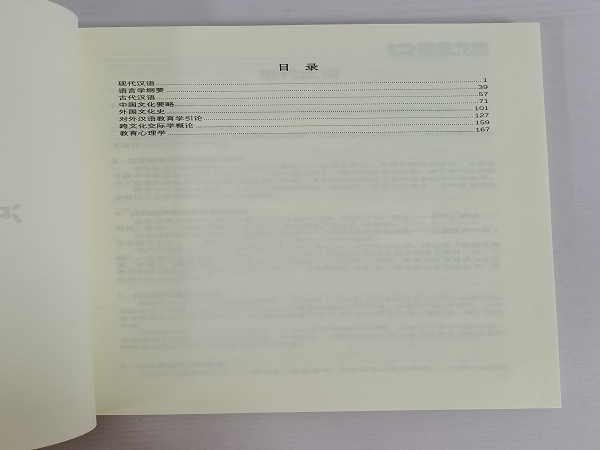 目 录
现代汉语 1
语言学纲要 39
古代汉语 57
中国文化要略 71
外国文化史 101
对外汉语教育学引论 127
跨文化交际学概论 159
教育心理学 167